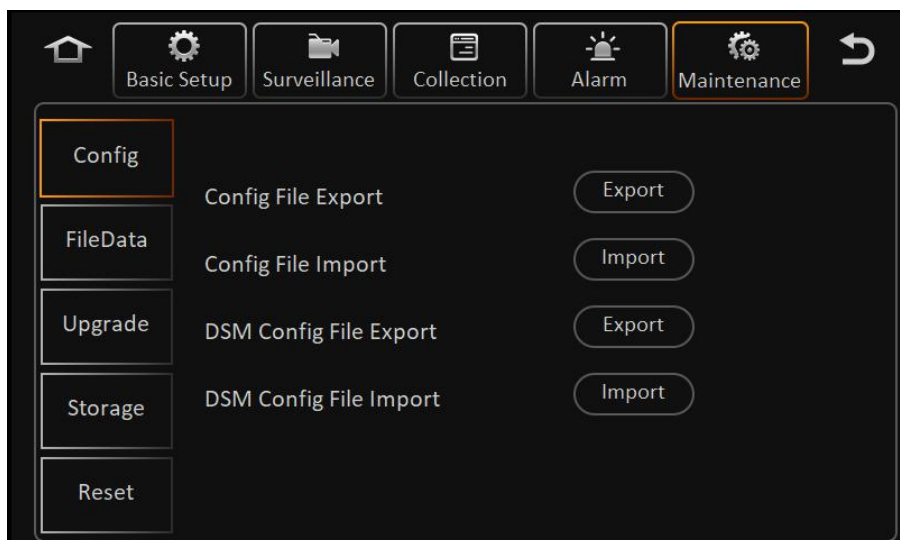 Basic Setup
Surveillance
Collection
Alarm
Maintenance
Config
FileData
Upgrade
Storage
Reset
Config File Export Export
Config File Import Import
DSM Config File Export Export
DSM Config File Import Import